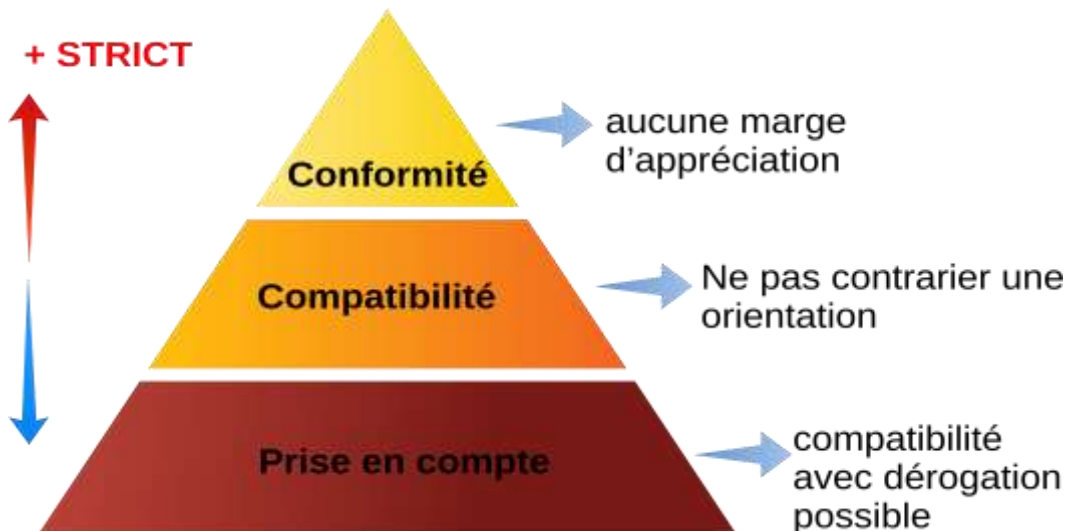 + STRICT
Conformité
aucune marge
d’appréciation
Compatibilité
Ne pas contrarier une
orientation
Prise en compte
compatibilité
avec dérogation
possible